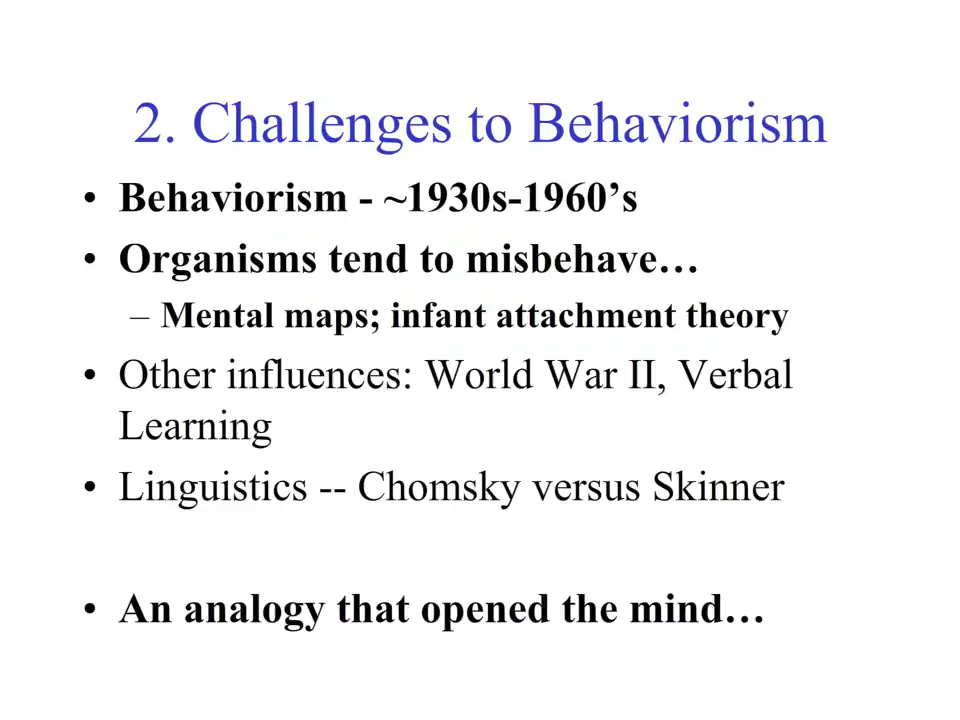 2. Challenges to Behaviorism
• Behaviorism - ~1930s-1960’s
• Organisms tend to misbehave…
– Mental maps; infant attachment theory
• Other influences: World War II, Verbal
Learning
• Linguistics -- Chomsky versus Skinner
• An analogy that opened the mind…